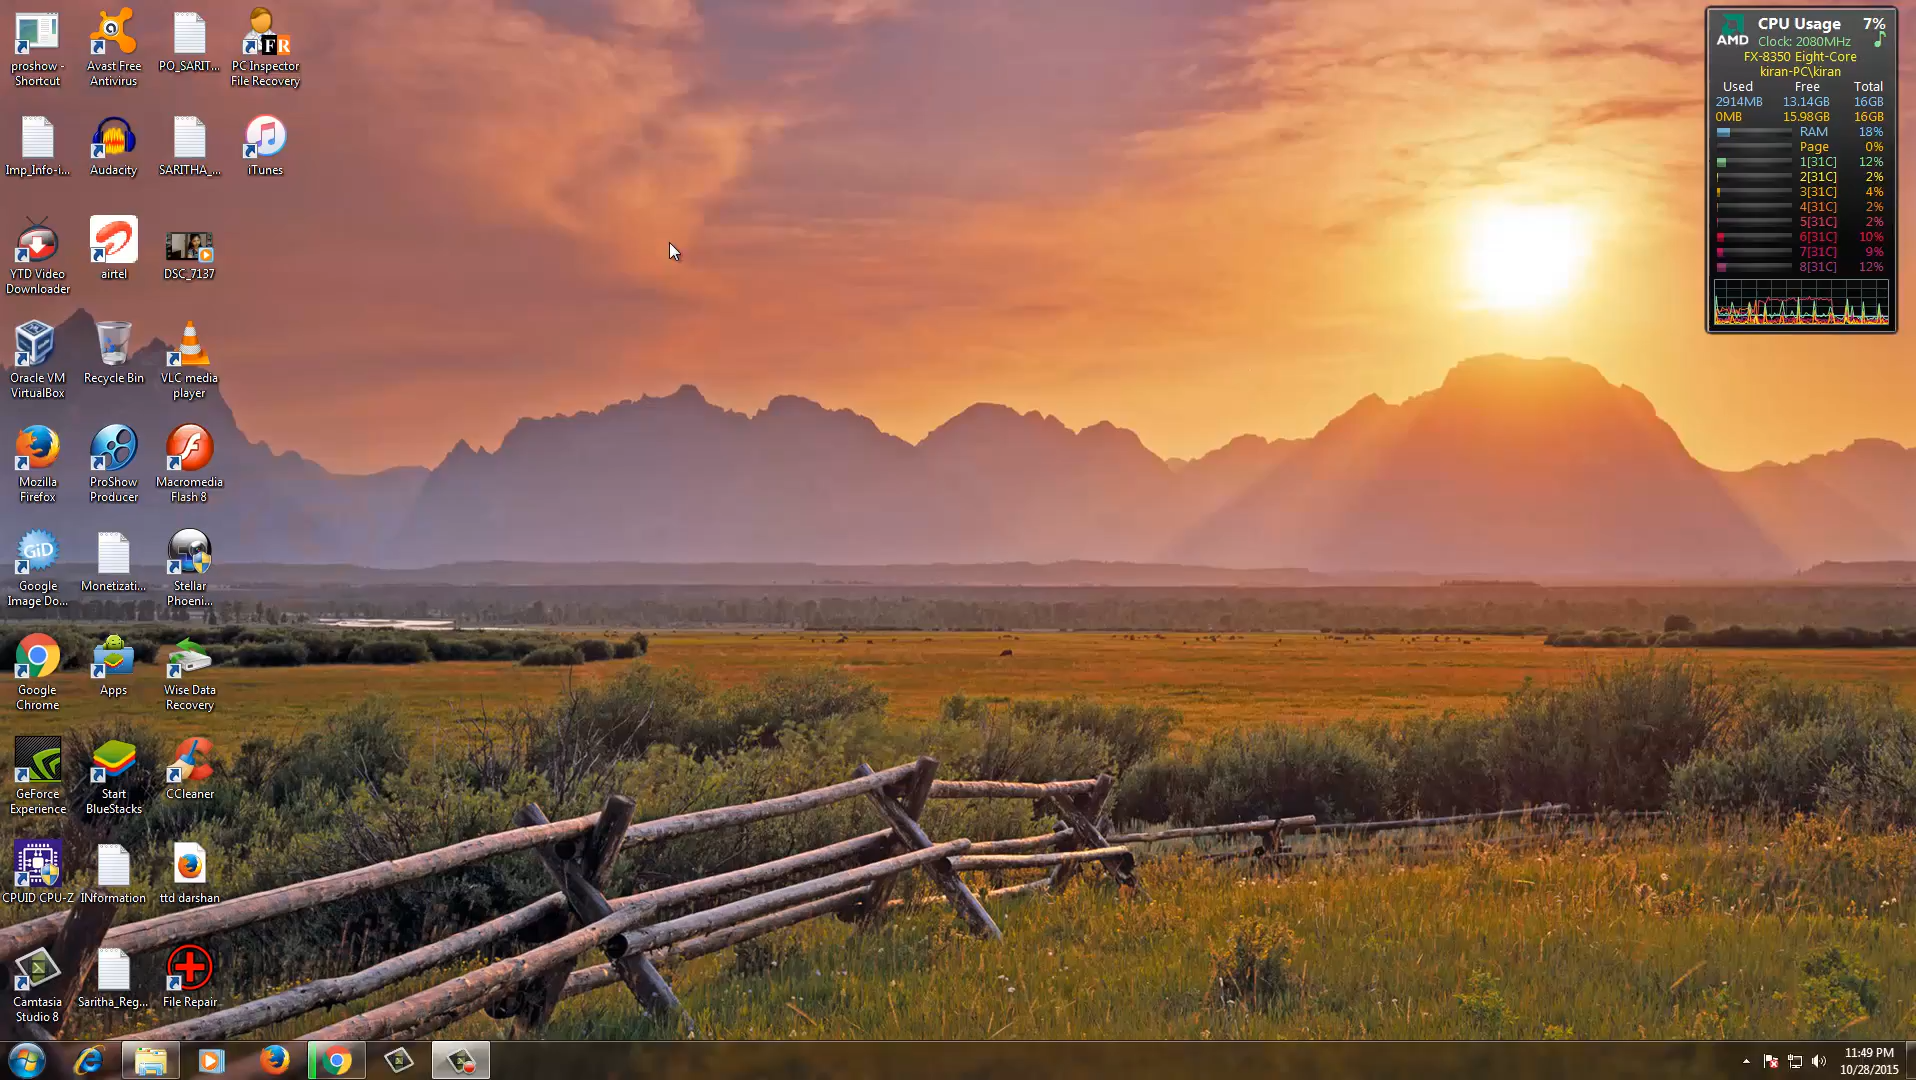 proshow -
Shortcut
Avast Free
Antivirus
PO_SARIT...
PC Inspector
File Recovery
FR
Imp_Info-i...
Audacity
SARITHA_...
iTunes
YTD Video
Downloader
airtel
DSC_7137
Oracle VM
VirtualBox
Recycle Bin
VLC media
player
Mozilla
Firefox
ProShow
Producer
Macromedia
Flash 8
GiD
Google
Image Do...
Monetizati...
Stellar
Phoeni...
Google
Chrome
Apps
Wise Data
Recovery
GeForce
Experience
Start
BlueStacks
CCleaner
CPUID CPU-Z
INformation
ttd darshan
Camtasia
Studio 8
Saritha_Reg...
File Repair
AMD
CPU Usage 7%
Clock: 2080MHz
FX-8350 Eight-Core
kiran-PC\kiran
Used Free Total
2914MB 13.14GB 16GB
0MB 15.98GB 16GB
RAM 18%
Page 0%
1[31C] 12%
2[31C] 2%
3[31C] 4%
4[31C] 2%
5[31C] 2%
6[31C] 10%
7[31C] 9%
8[31C] 12%
11:49 PM
10/28/2015